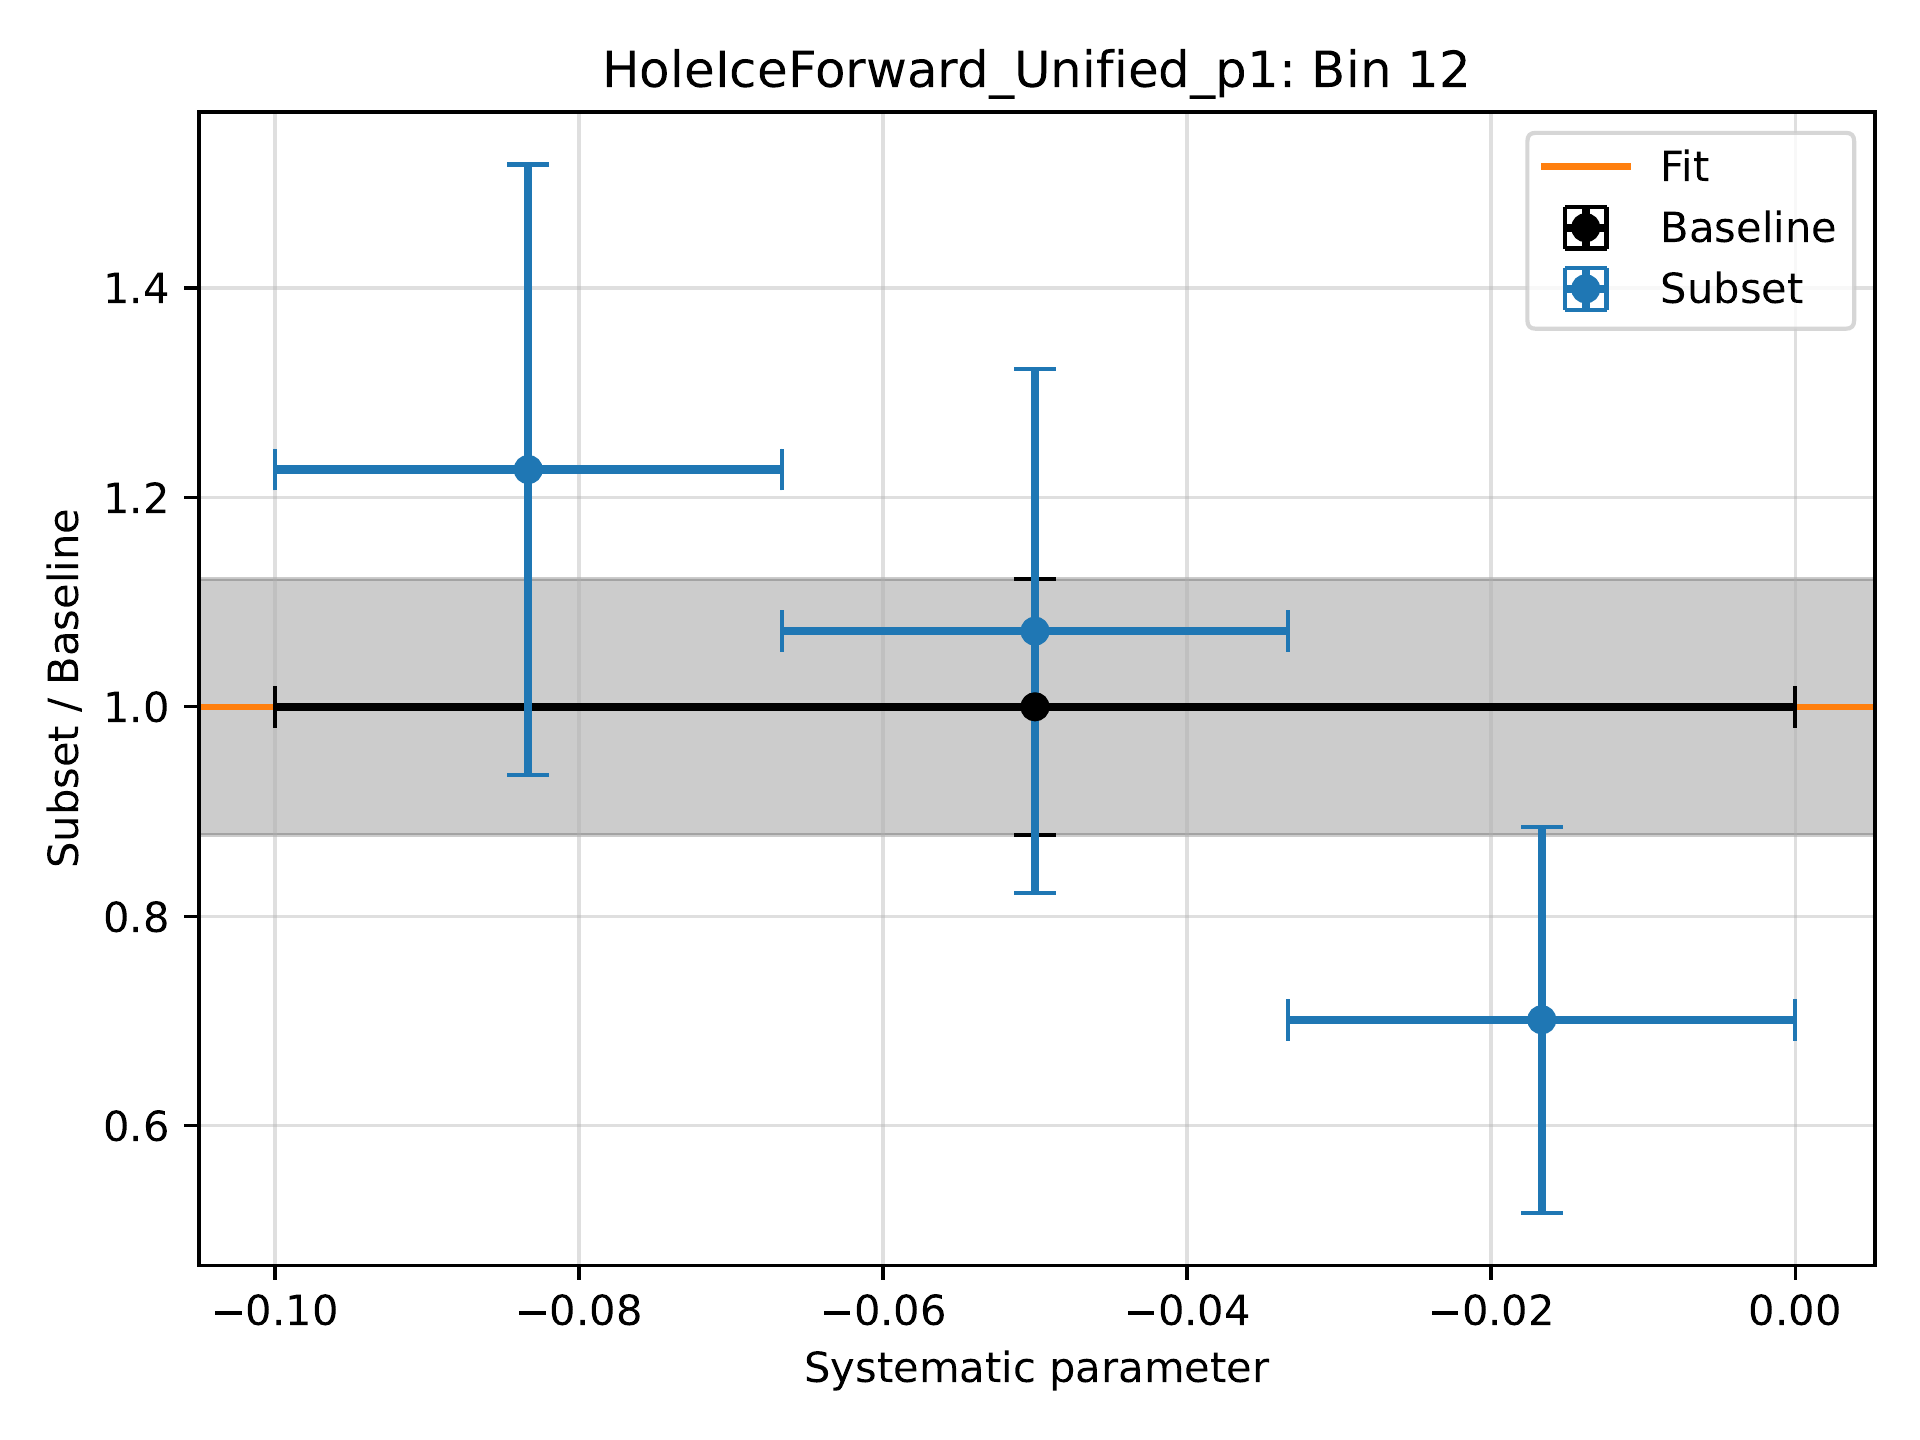 HoleIceForward_Unified_p1: Bin 12
Fit
Baseline
Subset
1.4
1.2
1.0
0.8
0.6
Subset / Baseline
−0.10 −0.08 −0.06 −0.04 −0.02 0.00
Systematic parameter